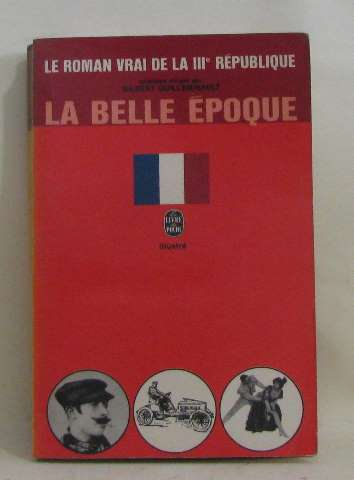 LE ROMAN VRAI DE LA IIIe RÉPUBLIQUE
GILBERT GUILLEMINAULT
LA BELLE ÉPOQUE
LE
LIVRE
DE
POCHE
illustré